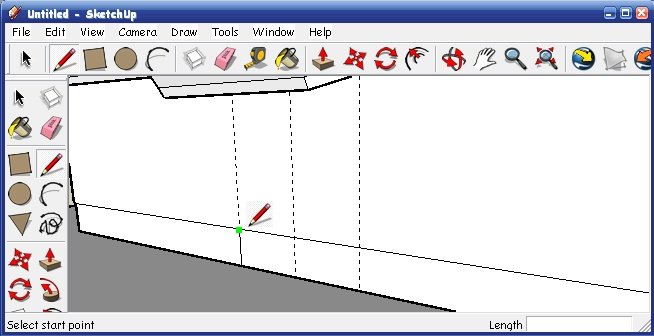 Untitled - SketchUp
File Edit View Camera Draw Tools Window Help
Select start point Length